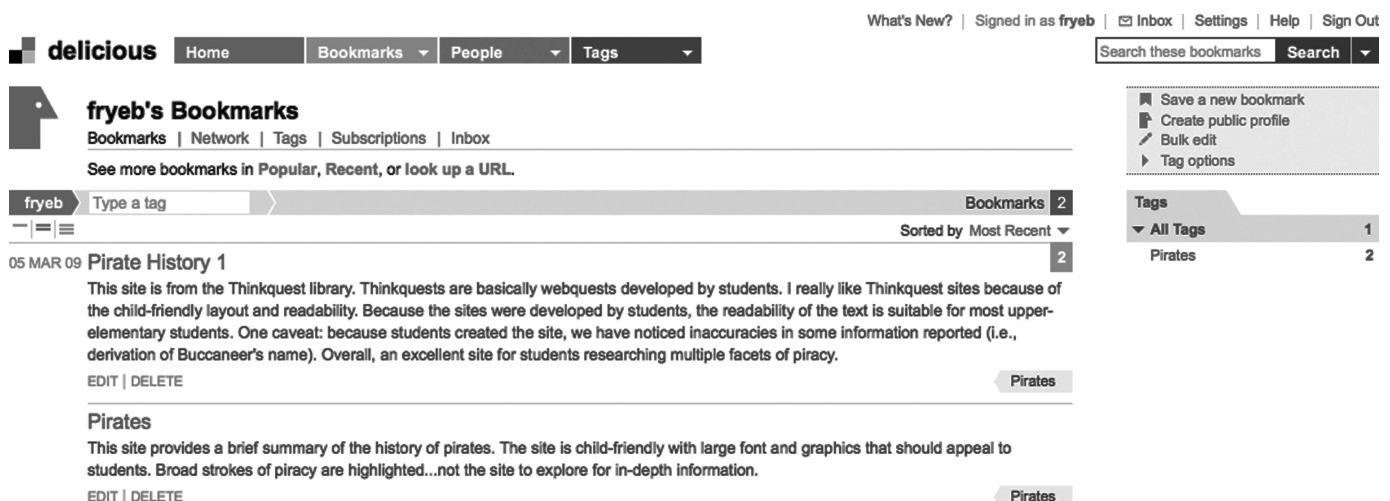 What's New? | Signed in as fryeb | Inbox | Settings | Help | Sign Out
delicious Home Bookmarks People Tags Search these bookmarks Search
fryeb's Bookmarks
Bookmarks | Network | Tags | Subscriptions | Inbox
See more bookmarks in Popular, Recent, or look up a URL.
fryeb Type a tag Bookmarks 2
Sorted by Most Recent
05 MAR 09 Pirate History 1 2
This site is from the Thinkquest library. Thinkquests are basically webquests developed by students. I really like Thinkquest sites because of
the child-friendly layout and readability. Because the sites were developed by students, the readability of the text is suitable for most upper-
elementary students. One caveat: because students created the site, we have noticed inaccuracies in some information reported (i.e.,
derivation of Buccaneer's name). Overall, an excellent site for students researching multiple facets of piracy.
EDIT | DELETE Pirates
Pirates
This site provides a brief summary of the history of pirates. The site is child-friendly with large font and graphics that should appeal to
students. Broad strokes of piracy are highlighted...not the site to explore for in-depth information.
EDIT | DELETE Pirates
Save a new bookmark
Create public profile
Bulk edit
Tag options
Tags
All Tags 1
Pirates 2